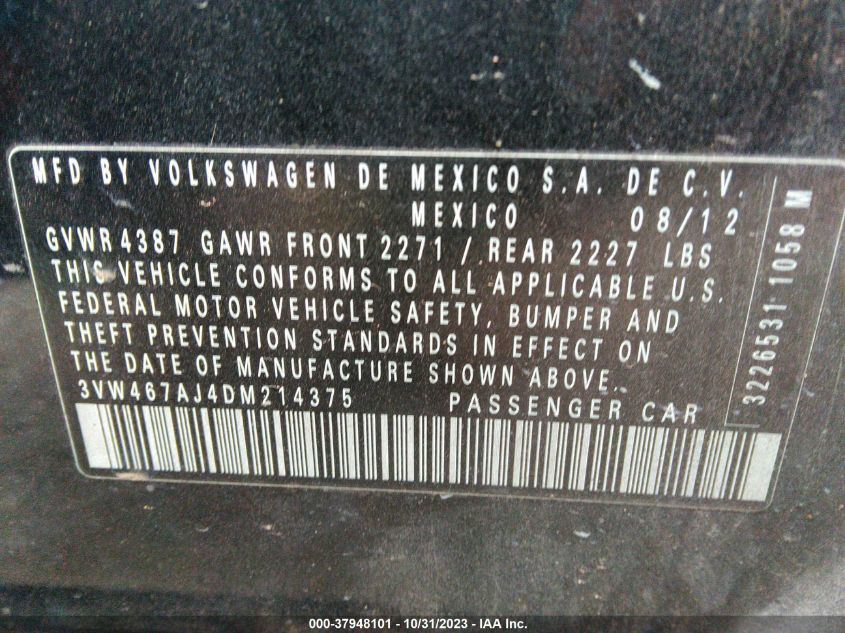 MFD BY VOLKSWAGEN DE MEXICO S.A. DE C.V.
MEXICO 08/12
GVWR 4387 GAWR FRONT 2271 / REAR 2227 LBS
THIS VEHICLE CONFORMS TO ALL APPLICABLE U.S.
FEDERAL MOTOR VEHICLE SAFETY, BUMPER AND
THEFT PREVENTION STANDARDS IN EFFECT ON
THE DATE OF MANUFACTURE SHOWN ABOVE.
3VW467AJ4DM214375 PASSENGER CAR
3226531 1058 M
000-37948101 - 10/31/2023 - IAA Inc.